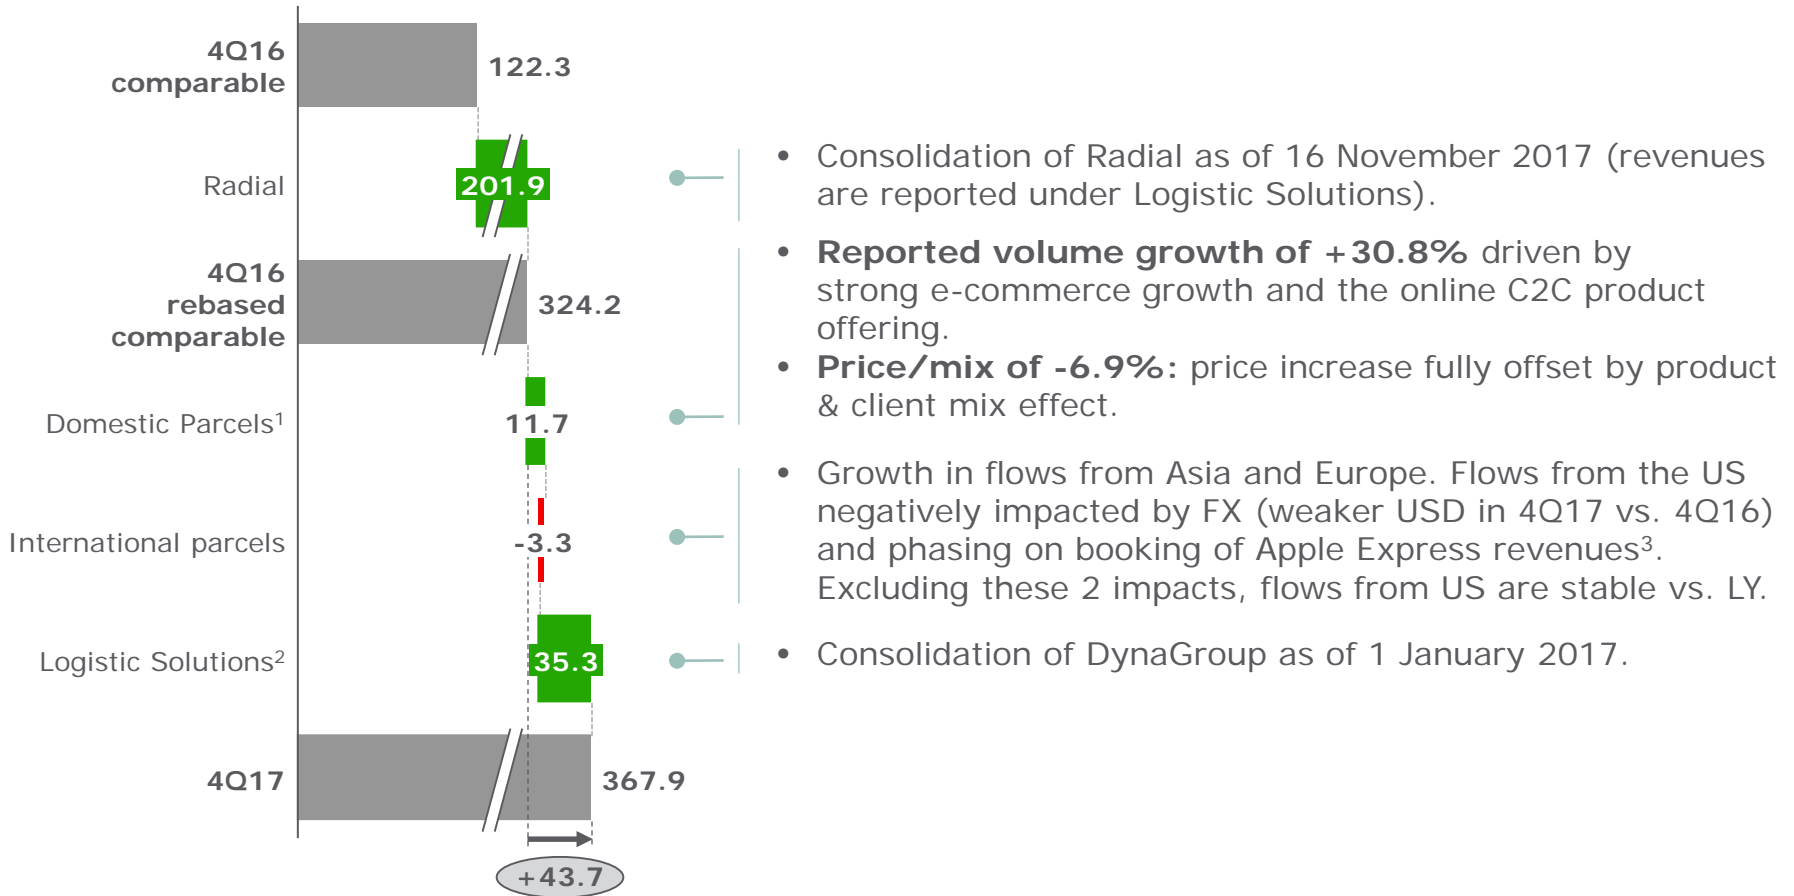 4Q16
comparable
122.3
Radial
201.9
• Consolidation of Radial as of 16 November 2017 (revenues
are reported under Logistic Solutions).
4Q16
rebased
comparable
324.2
• Reported volume growth of +30.8% driven by
strong e-commerce growth and the online C2C product
offering.
• Price/mix of -6.9%: price increase fully offset by product
& client mix effect.
Domestic Parcels¹
11.7
International parcels
-3.3
• Growth in flows from Asia and Europe. Flows from the US
negatively impacted by FX (weaker USD in 4Q17 vs. 4Q16)
and phasing on booking of Apple Express revenues³.
Excluding these 2 impacts, flows from US are stable vs. LY.
Logistic Solutions²
35.3
• Consolidation of DynaGroup as of 1 January 2017.
4Q17
367.9
+43.7